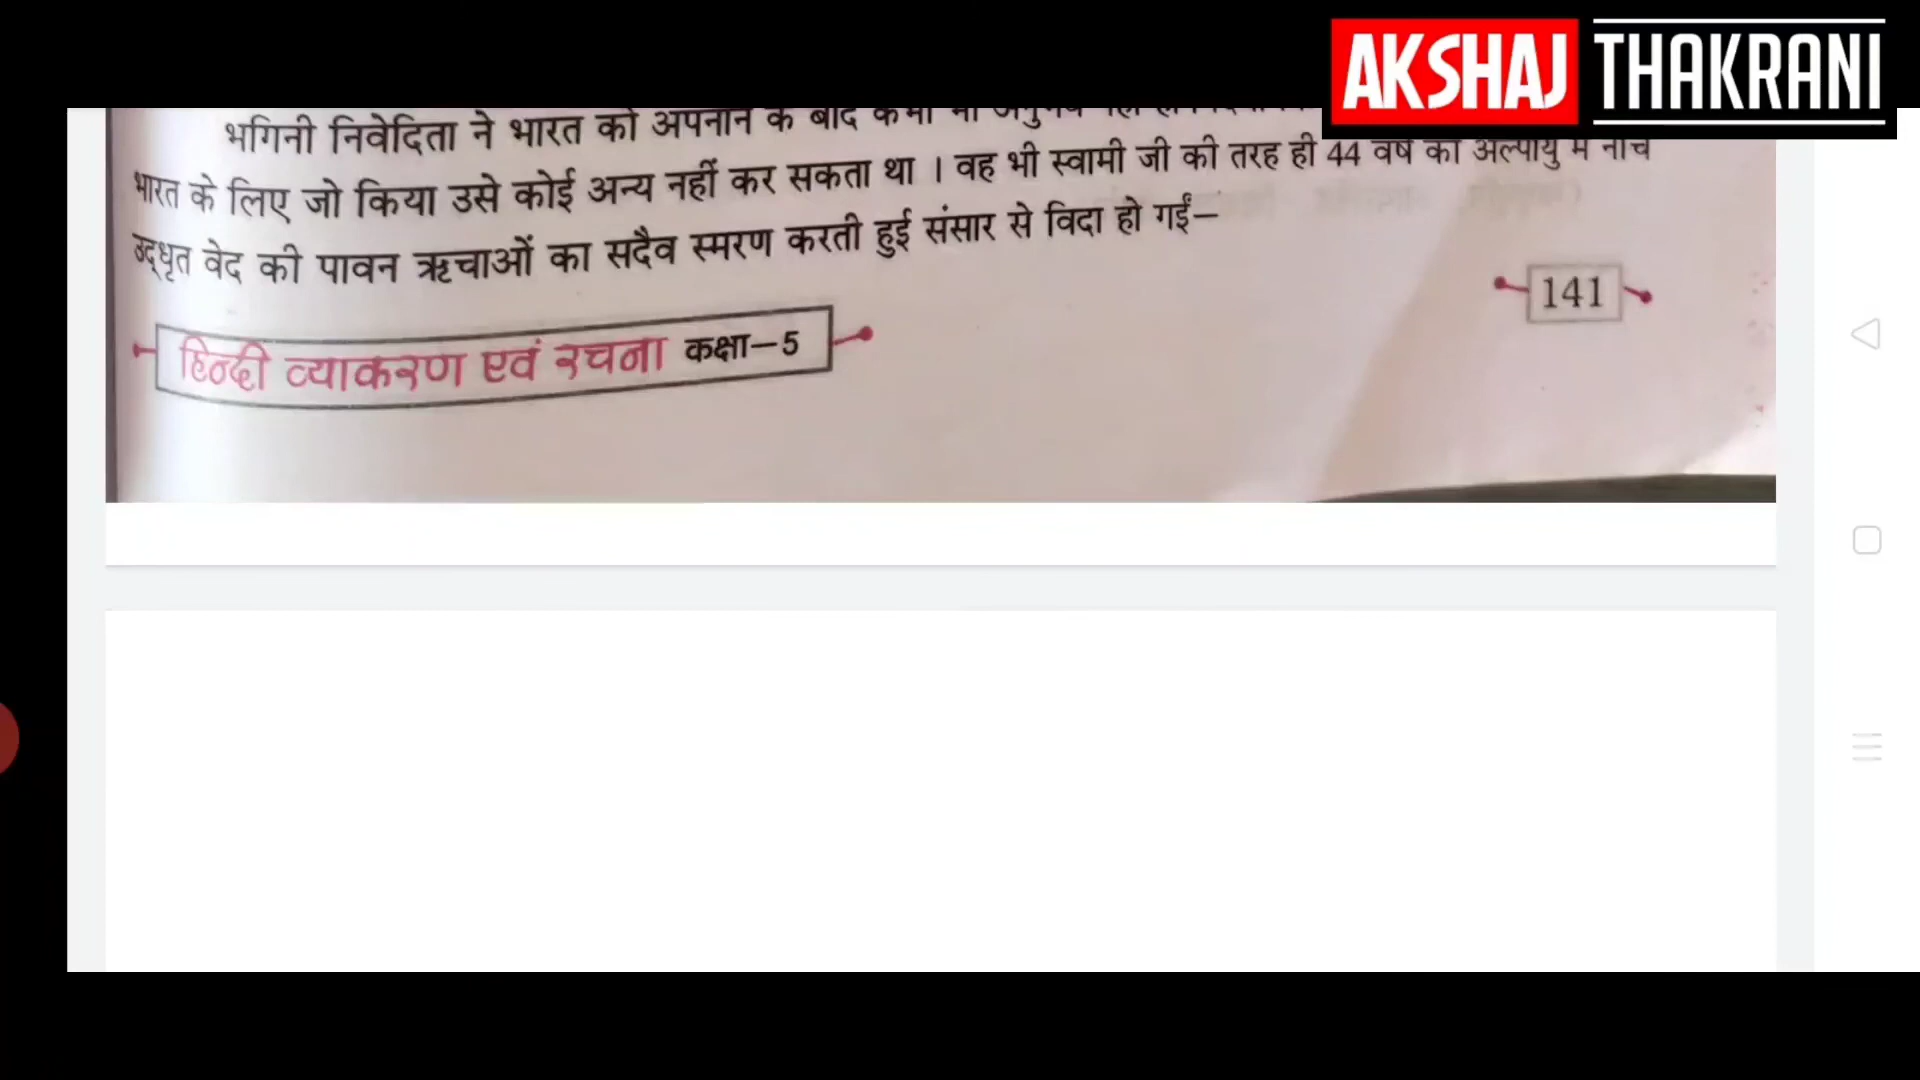 AKSHAJ THAKRANI
भगिनी निवेदिता ने भारत को अपनाने के बाद
भारत के लिए जो किया उसे कोई अन्य नहीं कर सकता था । वह भी स्वामी जी की तरह ही 44 वर्ष की अल्पायु में नीचे
उद्धृत वेद की पावन ऋचाओं का सदैव स्मरण करती हुई संसार से विदा हो गईं—
141
हिन्दी व्याकरण एवं रचना कक्षा—5